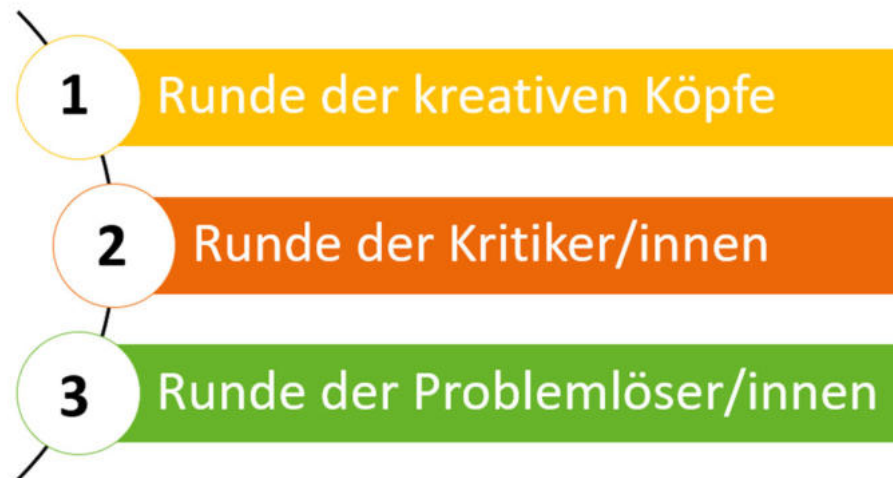 1 Runde der kreativen Köpfe
2 Runde der Kritiker/innen
3 Runde der Problemlöser/innen